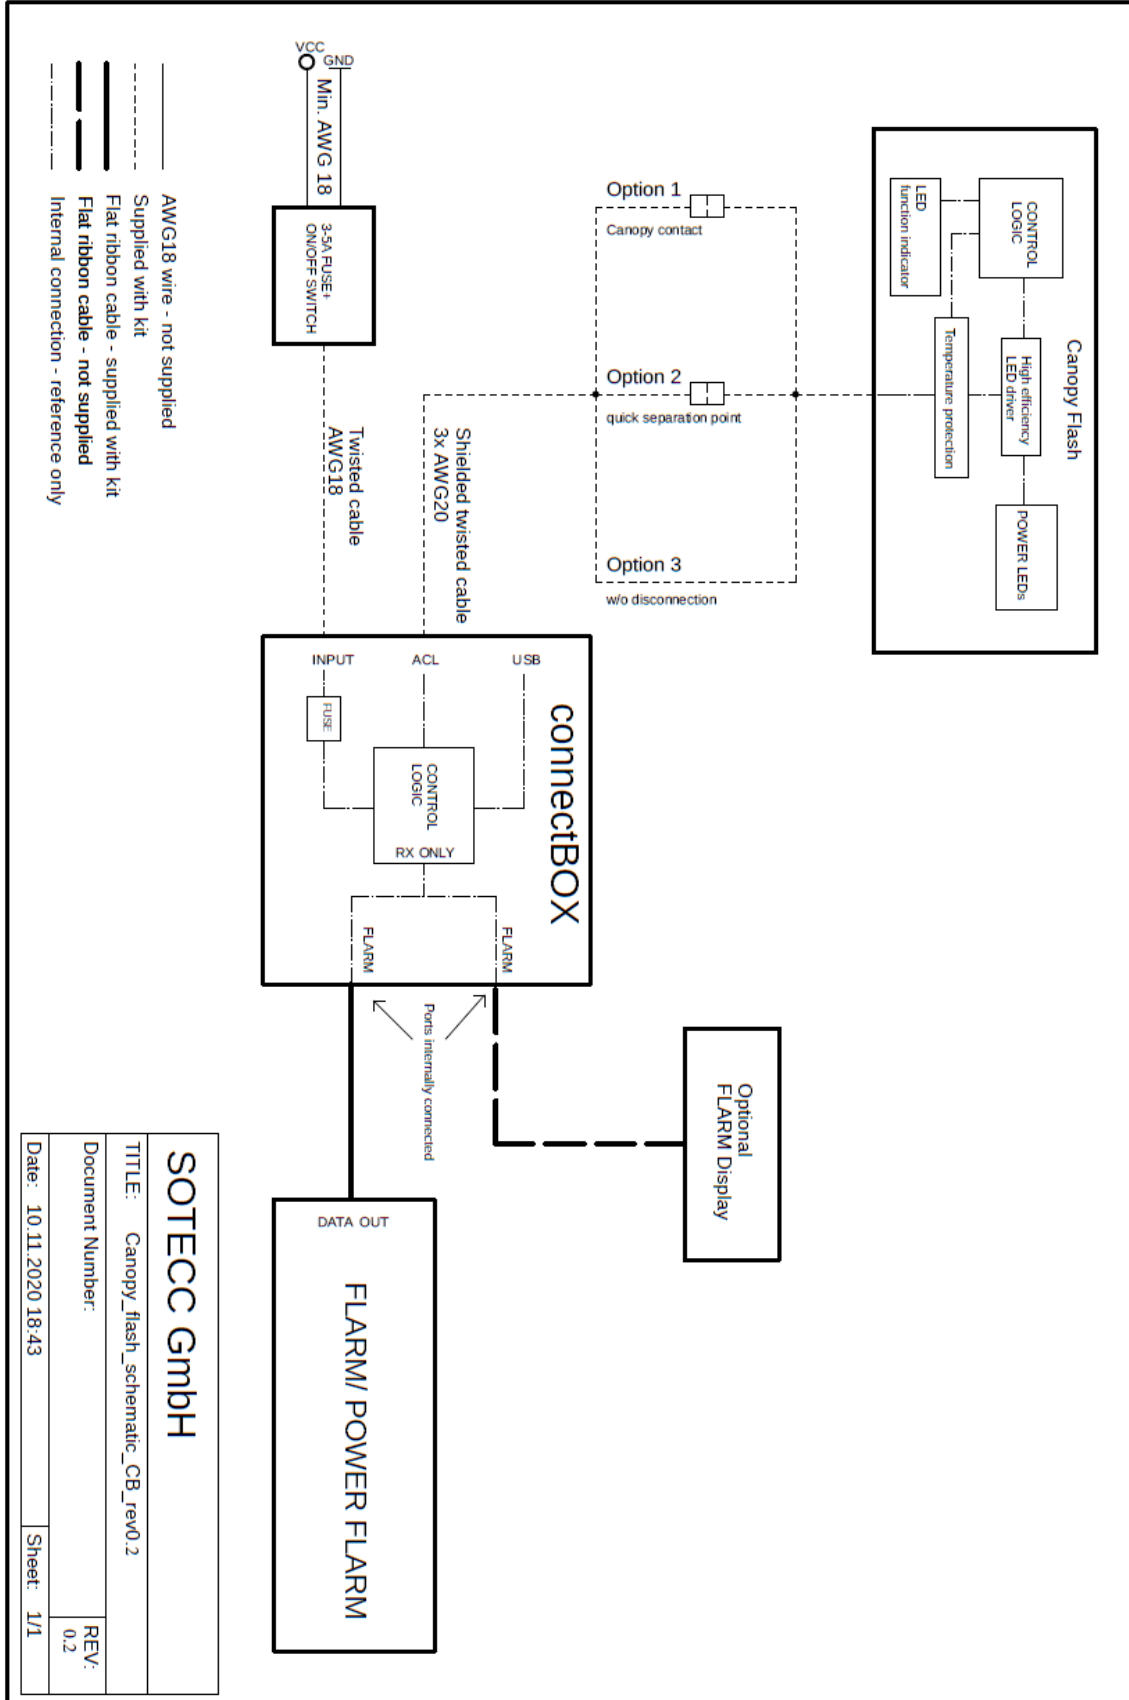 VCC
GND
Min. AWG 18
3-5A FUSE+
ON/OFF SWITCH
Option 1
Canopy contact
Option 2
quick separation point
Option 3
w/o disconnection
Canopy Flash
CONTROL
LOGIC
LED
function indicator
High efficiency
LED driver
Temperature protection
POWER LEDs
Twisted cable
AWG18
Shielded twisted cable
3x AWG20
connectBOX
INPUT
ACL
USB
FUSE
CONTROL
LOGIC
RX ONLY
FLARM
FLARM
Ports internally connected
Optional
FLARM Display
DATA OUT
FLARM/ POWER FLARM
AWG18 wire - not supplied
Supplied with kit
Flat ribbon cable - supplied with kit
Flat ribbon cable - not supplied
Internal connection - reference only
SOTECC GmbH
TITLE: Canopy_flash_schematic_CB_rev0.2
Document Number:
REV:
0.2
Date: 10.11.2020 18:43
Sheet: 1/1